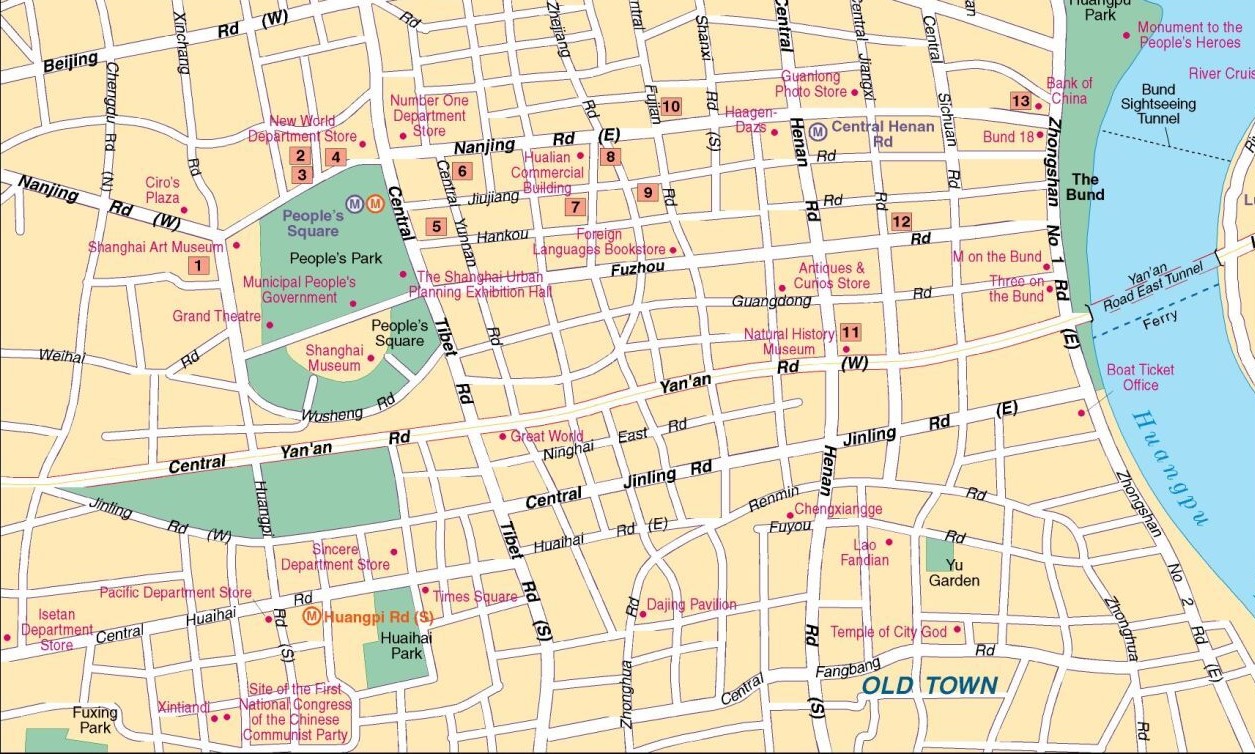 Huangpu
Park
Monument to the
People's Heroes
River Cruis
Beijing
Rd
(W)
Xinchang
Rd
Chengdu
Rd
(N)
Rd
Zhejiang
Rd
Central
Shanxi
Rd
(S)
Central
Central
Jiangxi
Central
Sichuan
Rd
Guanlong
Photo Store
Bank of
China
13
Bund
Sightseeing
Tunnel
Number One
Department
Store
New World
Department Store
Fujian
10
Haagen-
Dazs
M
Central Henan
Rd
Bund 18
Nanjing
Rd
(E)
2
4
3
Hualian
Commercial
Building
8
Henan
Rd
Zhongshan
No 1
Rd
(E)
The
Bund
Nanjing
Rd
(W)
Ciro's
Plaza
People's
Square
M
M
Central
6
Central
Yunnan
Rd
Jiujiang
Rd
7
9
Rd
Rd
12
5
Hankou
Rd
Shanghai Art Museum
1
People's Park
Foreign
Languages Bookstore
Fuzhou
M on the Bund
Three on
the Bund
Yan'an
Road East Tunnel
Ferry
Municipal People's
Government
The Shanghai Urban
Planning Exhibition Hall
Antiques &
Curios Store
Guangdong
Rd
Grand Theatre
People's
Square
Tibet
Rd
Natural History
Museum
11
Weihai
Rd
Shanghai
Museum
Wusheng
Rd
Yan'an
Rd
(W)
Boat Ticket
Office
Huangpu
Central
Yan'an
Rd
Great World
Ninghai
East
Rd
Jinling
Rd
(E)
Central
Jinling
Rd
Henan
Jinling
Rd
(W)
Huangpi
Renmin
Rd
Chengxiangge
Fuyou
Rd
Zhongshan
No 2
Rd
(E)
Tibet
Rd
(S)
Huaihai
Rd
(E)
Sincere
Department Store
Lao
Fandian
Yu
Garden
Pacific Department Store
Rd
Times Square
Isetan
Department
Store
Central
Huaihai
Rd
(S)
M
Huangpi Rd (S)
Huaihai
Park
Rd
Dajing Pavilion
Zhonghua
Temple of City God
Rd
Zhonghua
Rd
Rd
(S)
Central
Fangbang
OLD TOWN
Xintiandi
Site of the First
National Congress
of the Chinese
Communist Party
Fuxing
Park